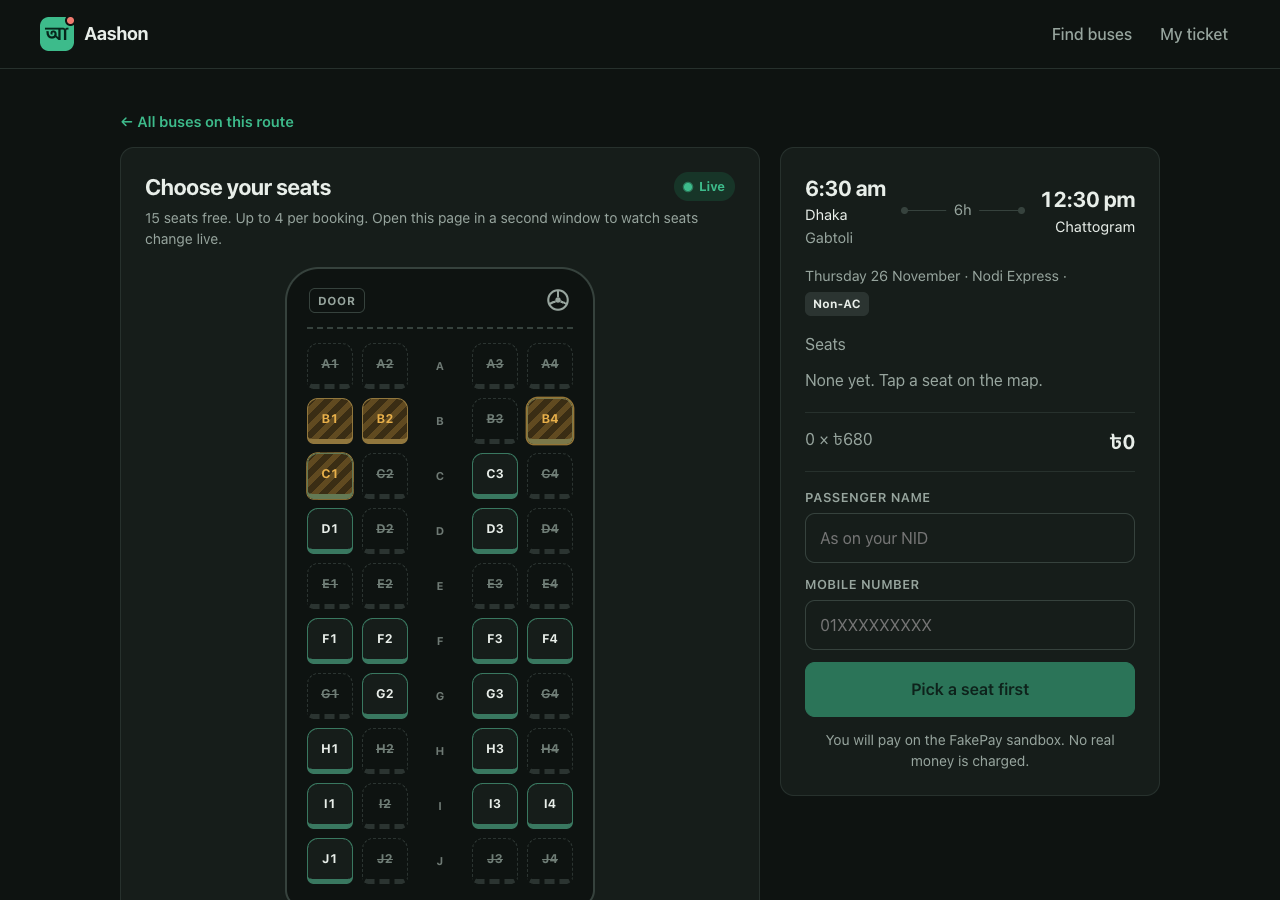 আ Aashon
Find buses My ticket
← All buses on this route
Choose your seats
Live
15 seats free. Up to 4 per booking. Open this page in a second window to watch seats
change live.
DOOR
A1 A2 A A3 A4
B1 B2 B B3 B4
C1 C2 C C3 C4
D1 D2 D D3 D4
E1 E2 E E3 E4
F1 F2 F F3 F4
G1 G2 G G3 G4
H1 H2 H H3 H4
I1 I2 I I3 I4
J1 J2 J J3 J4
6:30 am
Dhaka
Gabtoli
6h
12:30 pm
Chattogram
Thursday 26 November · Nodi Express ·
Non-AC
Seats
None yet. Tap a seat on the map.
0 × ৳680
৳0
PASSENGER NAME
As on your NID
MOBILE NUMBER
01XXXXXXXXX
Pick a seat first
You will pay on the FakePay sandbox. No real
money is charged.